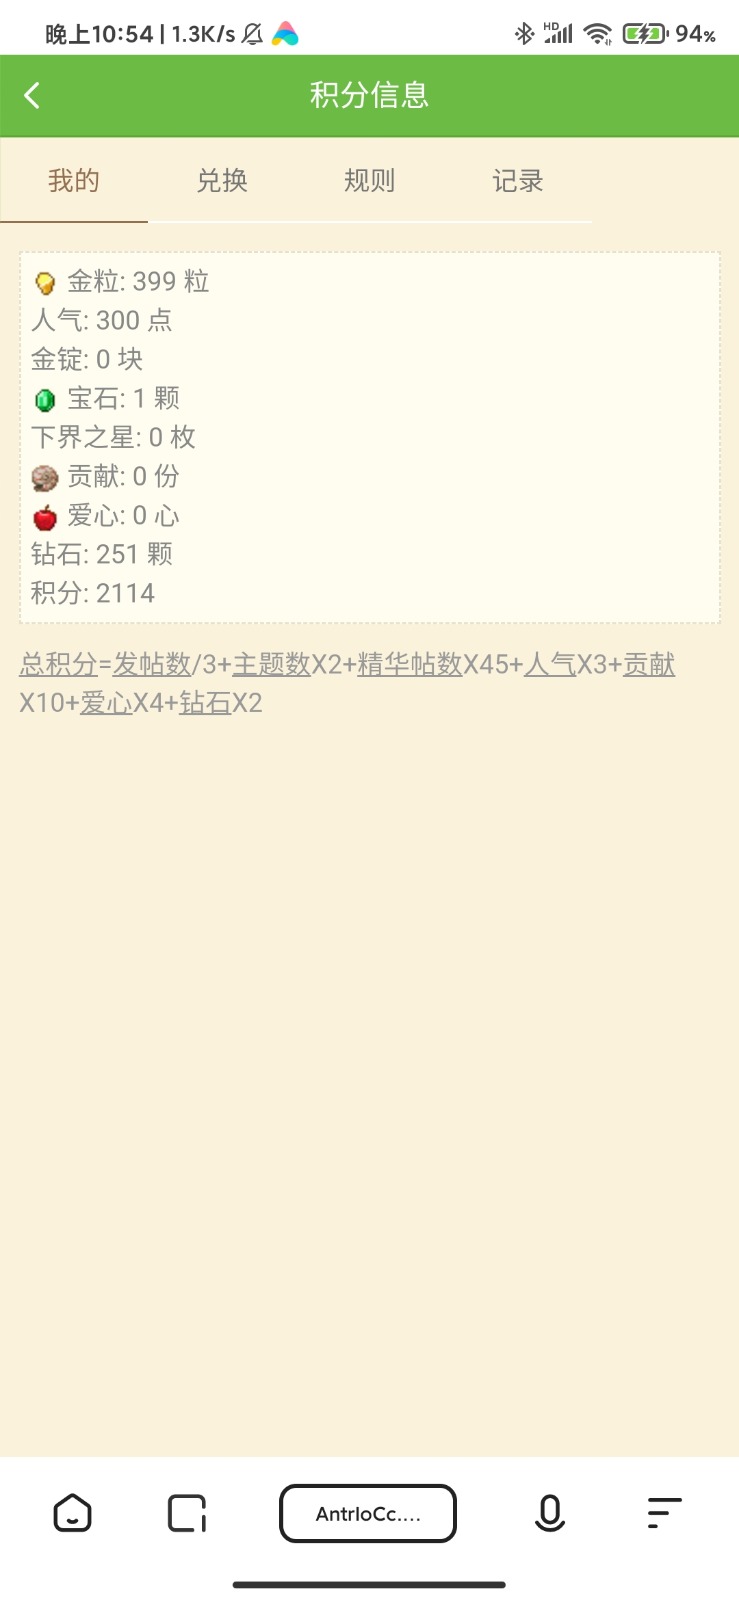 晚上10:54 | 1.3K/s
HD
94%
积分信息
我的 兑换 规则 记录
金粒: 399 粒
人气: 300 点
金锭: 0 块
宝石: 1 颗
下界之星: 0 枚
贡献: 0 份
爱心: 0 心
钻石: 251 颗
积分: 2114
总积分=发帖数/3+主题数X2+精华帖数X45+人气X3+贡献
X10+爱心X4+钻石X2
AntrloCc....